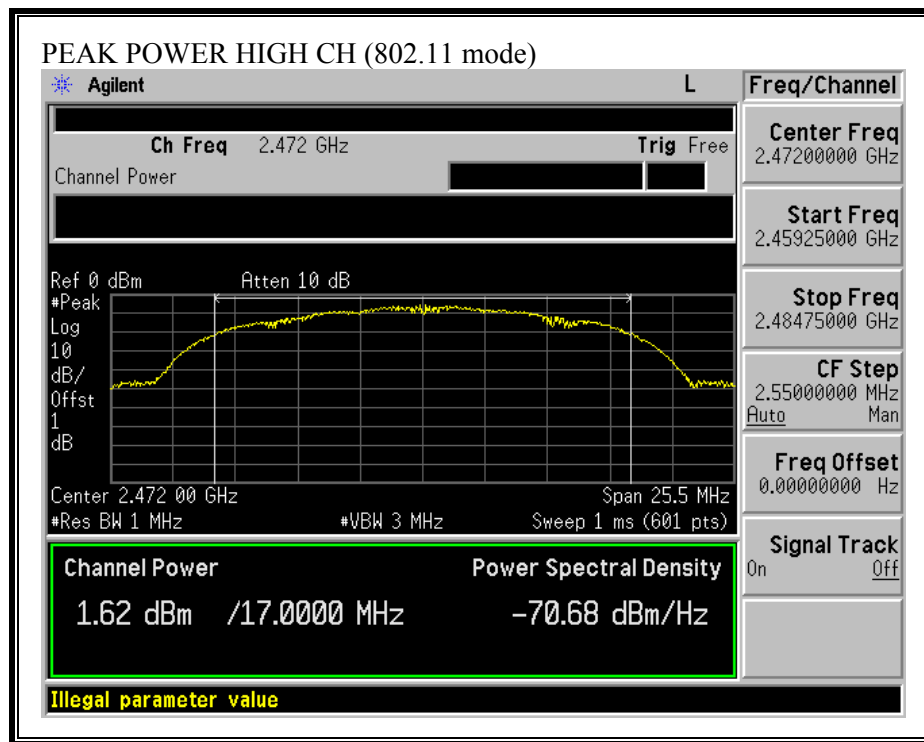 PEAK POWER HIGH CH (802.11 mode)
Agilent L Freq/Channel
Ch Freq 2.472 GHz Trig Free
Channel Power
Center Freq
2.47200000 GHz
Start Freq
2.45925000 GHz
Stop Freq
2.48475000 GHz
CF Step
2.55000000 MHz
Auto Man
Freq Offset
0.00000000 Hz
Signal Track
On Off
Ref 0 dBm Atten 10 dB
#Peak
Log
10
dB/
Offst
1
dB
Center 2.472 00 GHz Span 25.5 MHz
#Res BW 1 MHz #VBW 3 MHz Sweep 1 ms (601 pts)
Channel Power Power Spectral Density
1.62 dBm /17.0000 MHz -70.68 dBm/Hz
Illegal parameter value